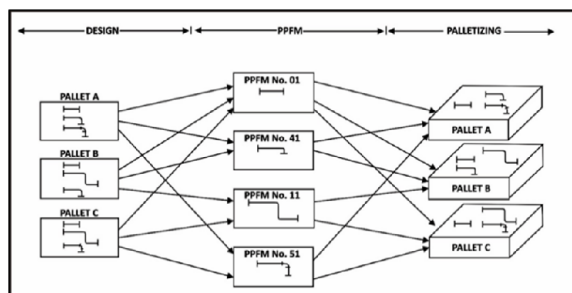 DESIGN PPFM PALLETIZING
PALLET A
PALLET B
PALLET C
PPFM No. 01
PPFM No. 41
PPFM No. 11
PPFM No. 51
PALLET A
PALLET B
PALLET C